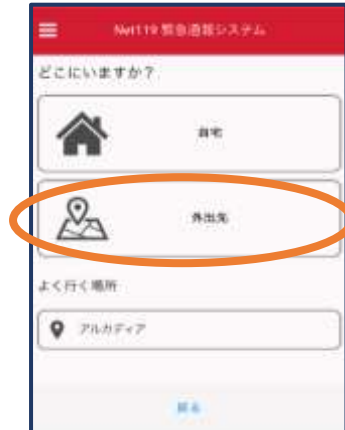 Net119 緊急通報システム
どこにいますか？
自宅
外出先
よく行く場所
アルカディア
戻る